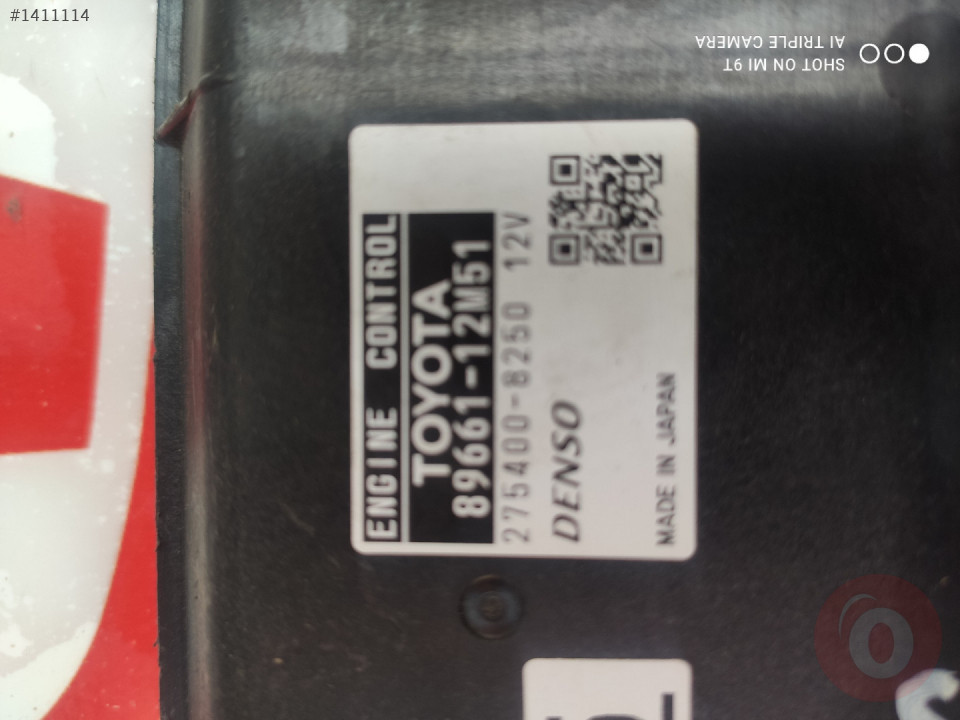 #1411114
SHOT ON MI 9T
AI TRIPLE CAMERA
ENGINE CONTROL
TOYOTA
89661-12M51
275400-8250 12V
DENSO
MADE IN JAPAN